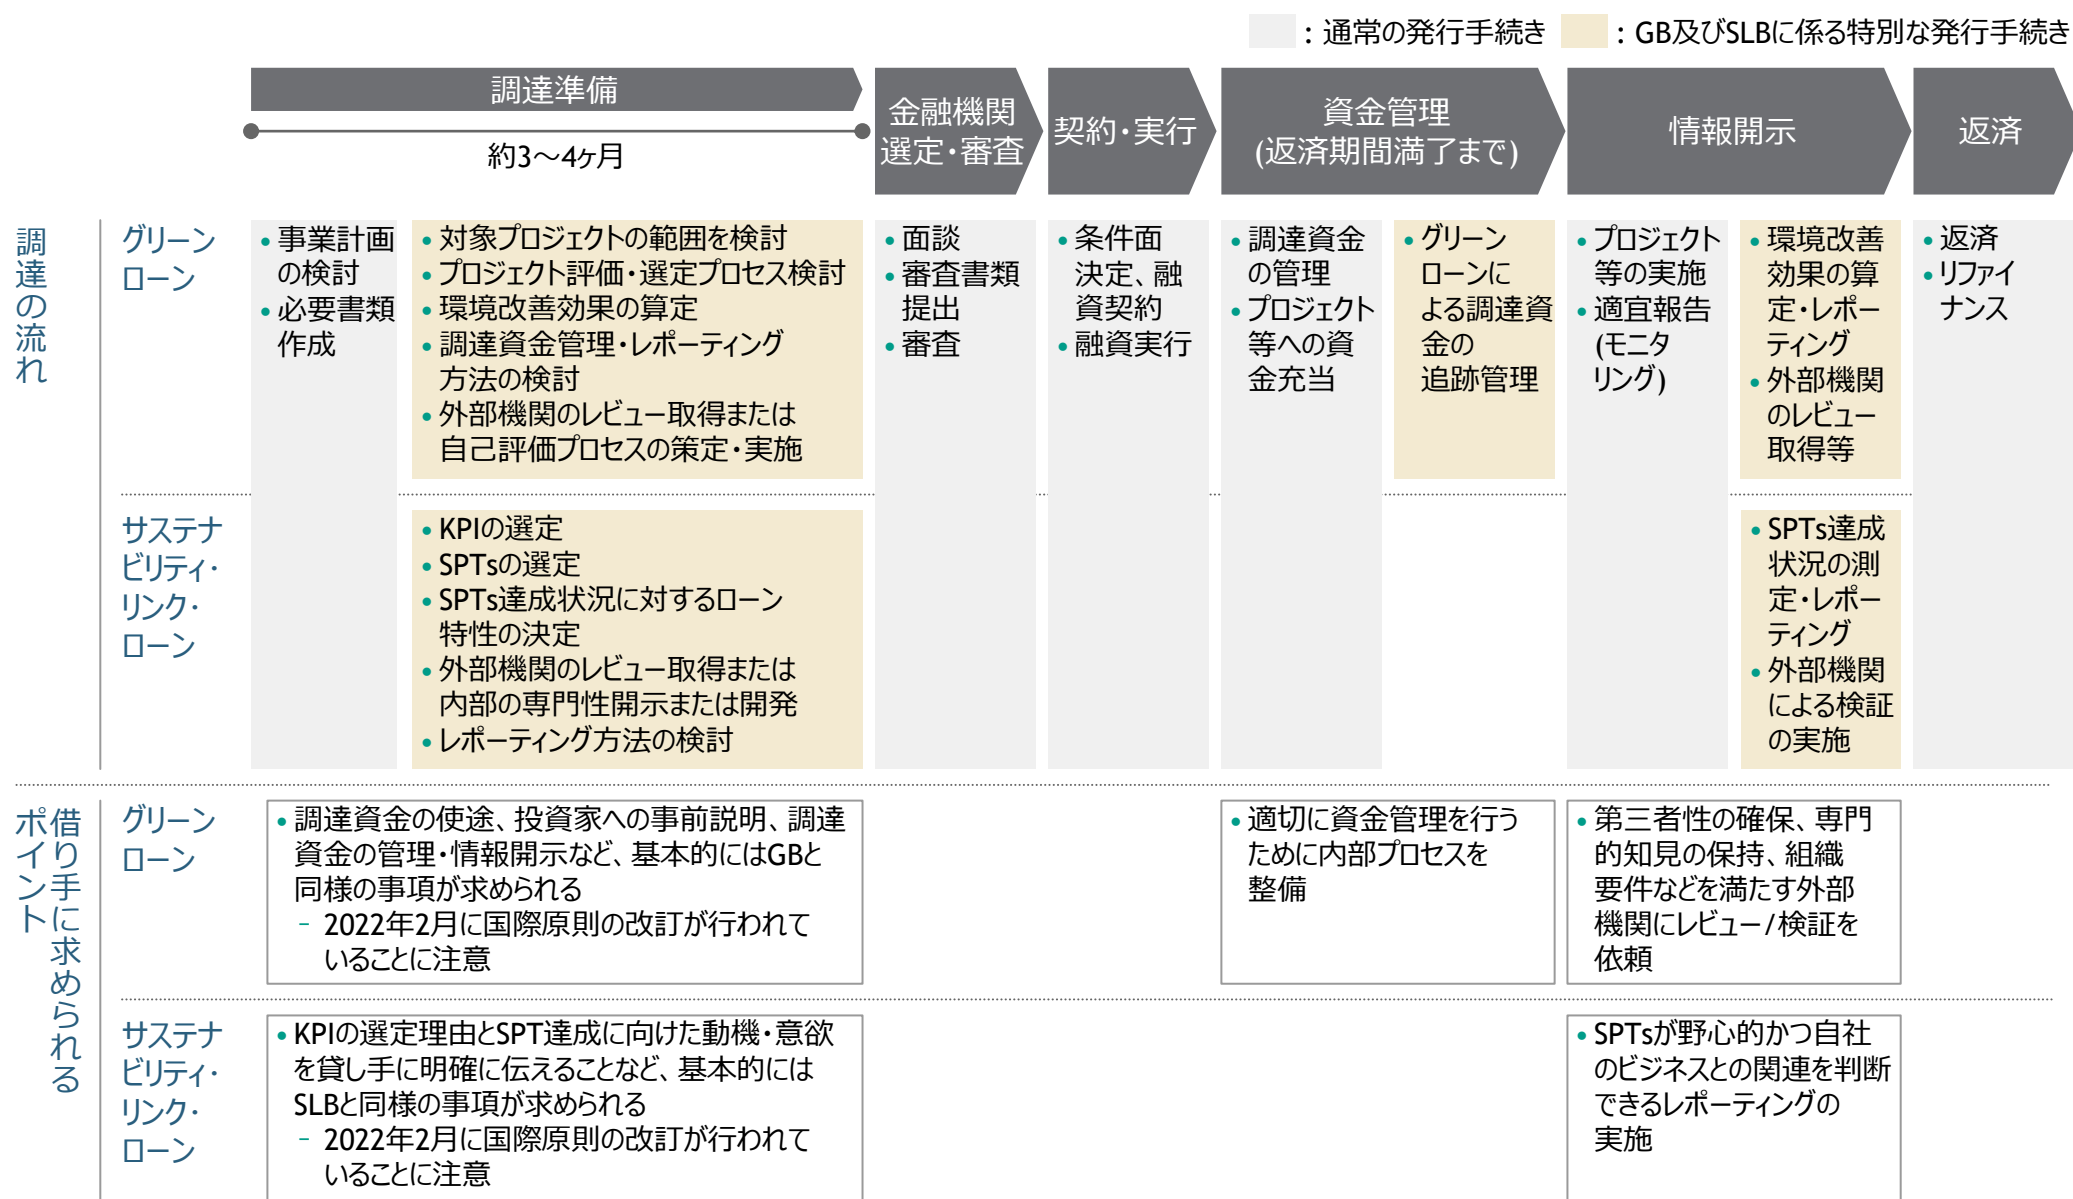 ：通常の発行手続き
：GB及びSLBに係る特別な発行手続き
調達準備
約3～4ヶ月
金融機関
選定・審査
契約・実行
資金管理
(返済期間満了まで)
情報開示
返済
調達の流れ
グリーン
ローン
• 事業計画
の検討
• 必要書類
作成
• 対象プロジェクトの範囲を検討
• プロジェクト評価・選定プロセス検討
• 環境改善効果の算定
• 調達資金管理・レポーティング
方法の検討
• 外部機関のレビュー取得または
自己評価プロセスの策定・実施
• 面談
• 審査書類
提出
• 審査
• 条件面
決定、融
資契約
• 融資実行
• 調達資金
の管理
• プロジェクト
等への資
金充当
• グリーン
ローンに
よる調達資
金の
追跡管理
• プロジェクト
等の実施
• 適宜報告
(モニタ
リング)
• 環境改善
効果の算
定・レポー
ティング
• 外部機関
のレビュー
取得等
• 返済
• リファイ
ナンス
サステナ
ビリティ・
リンク・
ローン
• KPIの選定
• SPTsの選定
• SPTs達成状況に対するローン
特性の決定
• 外部機関のレビュー取得または
内部の専門性開示または開発
• レポーティング方法の検討
• SPTs達成
状況の測
定・レポー
ティング
• 外部機関
による検証
の実施
借り手に求められる
ポイント
グリーン
ローン
• 調達資金の使途、投資家への事前説明、調達
資金の管理・情報開示など、基本的にはGBと
同様の事項が求められる
– 2022年2月に国際原則の改訂が行われて
いることに注意
• 適切に資金管理を行う
ために内部プロセスを
整備
• 第三者性の確保、専門
的知見の保持、組織
要件などを満たす外部
機関にレビュー/検証を
依頼
サステナ
ビリティ・
リンク・
ローン
• KPIの選定理由とSPT達成に向けた動機・意欲
を貸し手に明確に伝えることなど、基本的には
SLBと同様の事項が求められる
– 2022年2月に国際原則の改訂が行われて
いることに注意
• SPTsが野心的かつ自社
のビジネスとの関連を判断
できるレポーティングの
実施